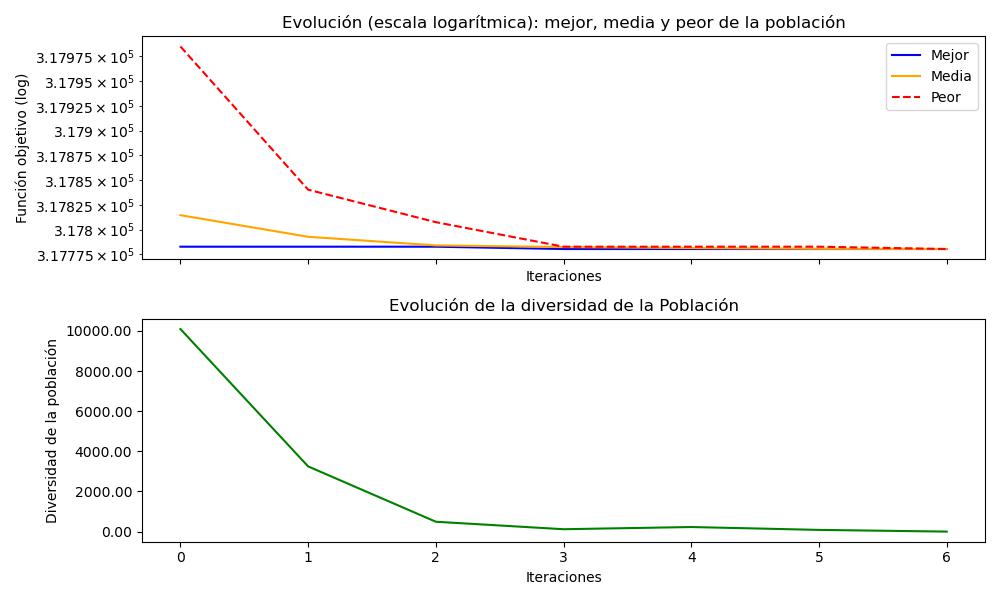 Evolución (escala logarítmica): mejor, media y peor de la población
Función objetivo (log)
3.17975 × 10⁵
3.1795 × 10⁵
3.17925 × 10⁵
3.179 × 10⁵
3.17875 × 10⁵
3.1785 × 10⁵
3.17825 × 10⁵
3.178 × 10⁵
3.17775 × 10⁵
Mejor
Media
Peor
Iteraciones
Evolución de la diversidad de la Población
Diversidad de la población
10000.00
8000.00
6000.00
4000.00
2000.00
0.00
0 1 2 3 4 5 6
Iteraciones